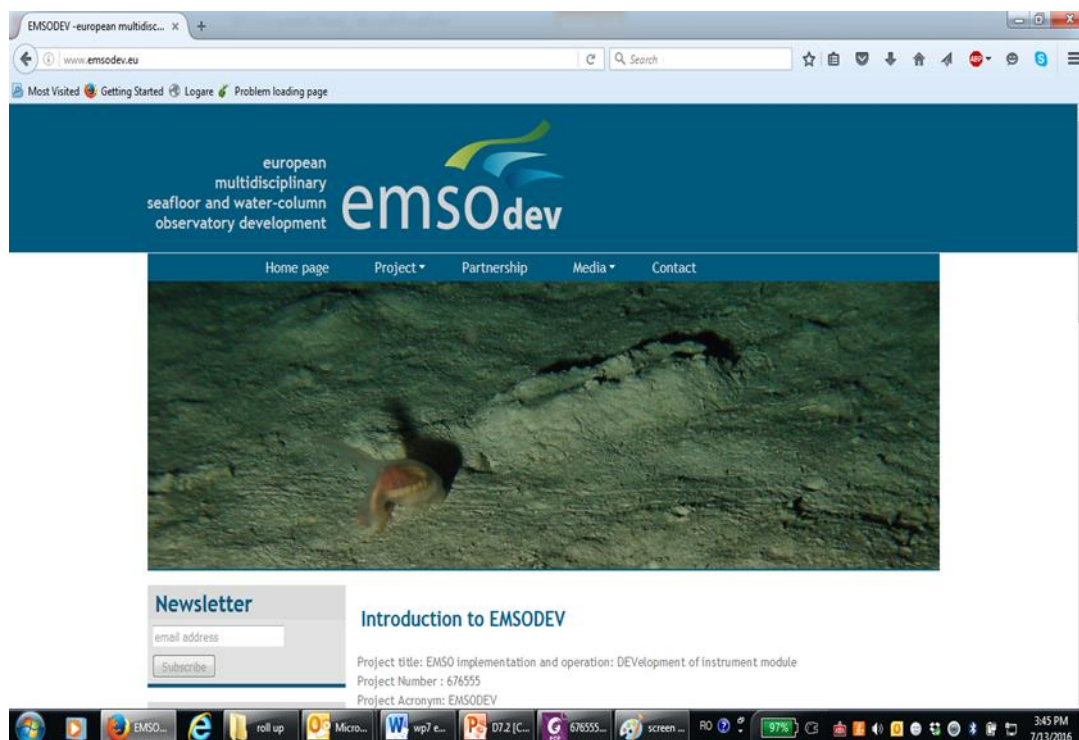 EMSODEV -european multidisc... × +
www.emsodev.eu
Search
ABP
Most Visited Getting Started Logare Problem loading page
european
multidisciplinary
seafloor and water-column
observatory development
emso dev
Home page Project Partnership Media Contact
Newsletter
email address
Subscribe
Introduction to EMSODEV
Project title: EMSO implementation and operation: DEVelopment of instrument module
Project Number : 676555
Project Acronym: EMSODEV
EMSO... roll up Micro... wp7 e... D7.2 [C... 676555... screen ... RO 97% 3:45 PM
7/13/2016